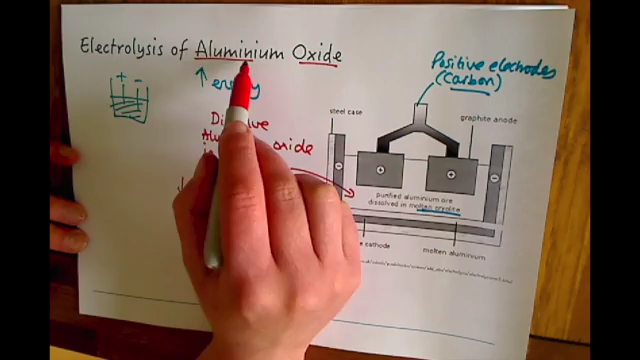 Electrolysis of Aluminium Oxide
+ -
energy
oxide
Positive electrodes
(Carbon)
steel case
graphite anode
+
+
-
-
purified aluminium ore
dissolved in molten cryolite
cathode
molten aluminium